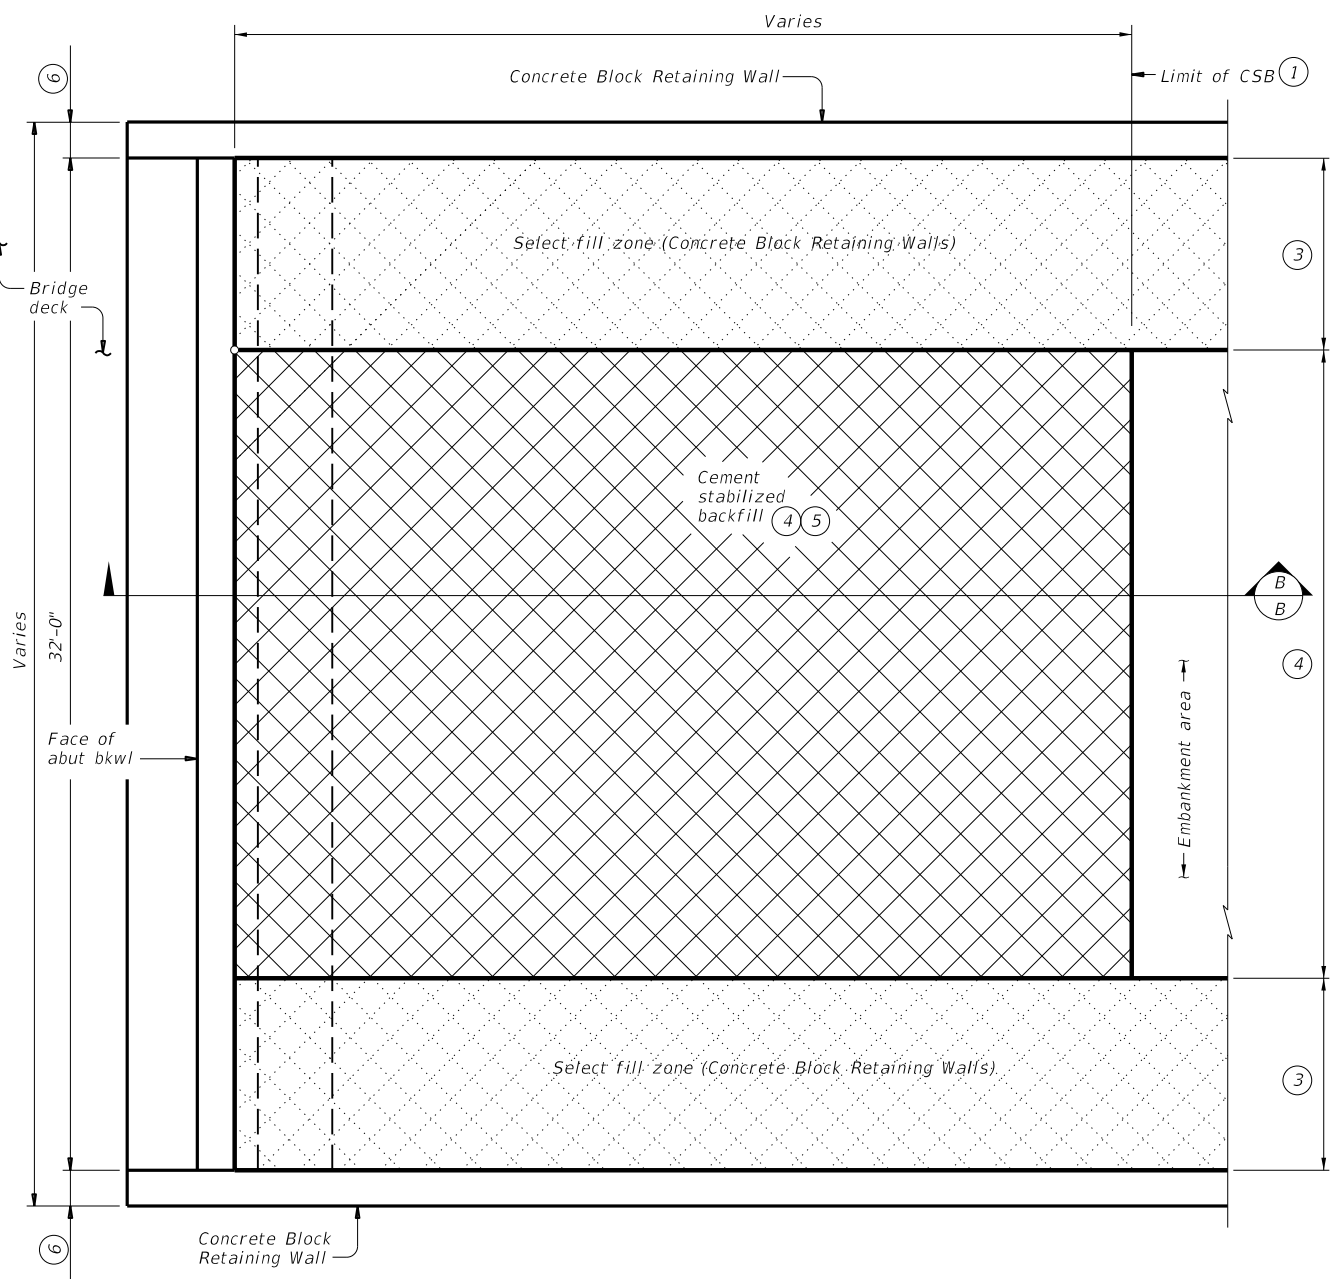 Varies
6
Concrete Block Retaining Wall
Limit of CSB 1
Select fill zone (Concrete Block Retaining Walls)
3
Bridge
deck
Cement
stabilized
backfill 4 5
B
B
Varies
32'-0"
4
Embankment area
Face of
abut bkwl
Select fill zone (Concrete Block Retaining Walls)
3
Concrete Block
Retaining Wall
6